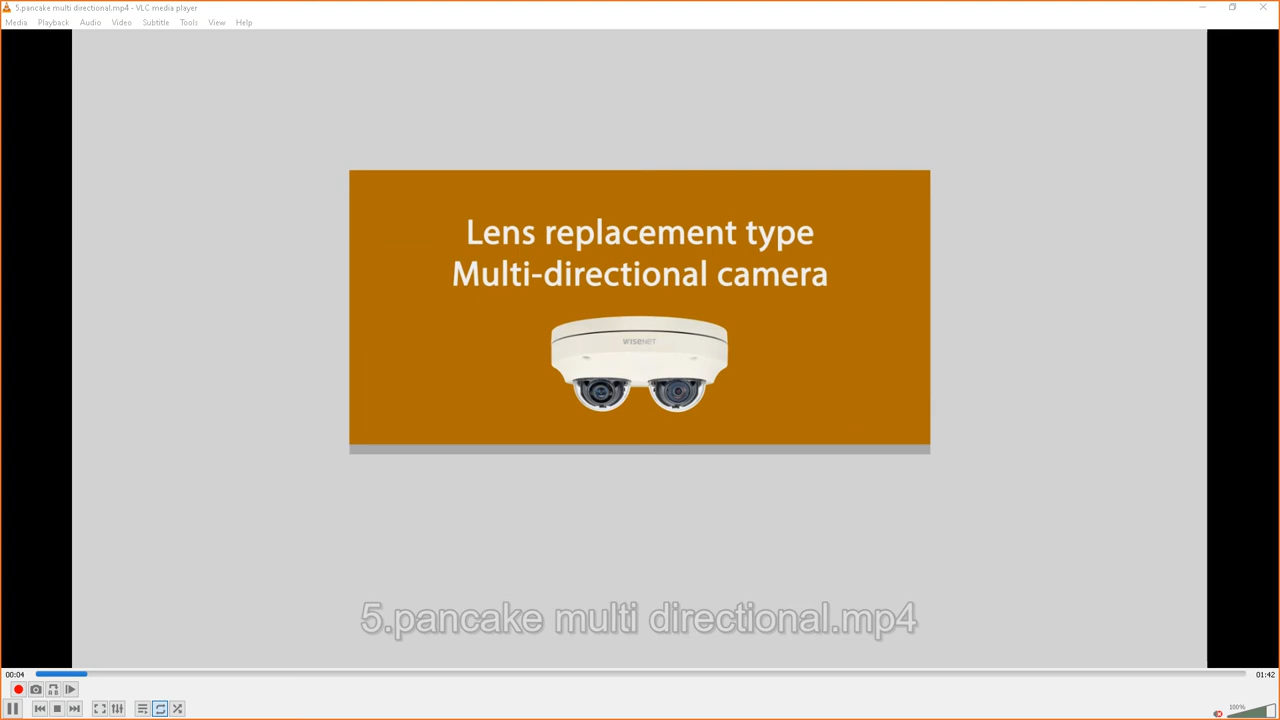 5.pancake multi directional.mp4 - VLC media player
Media Playback Audio Video Subtitle Tools View Help
Lens replacement type
Multi-directional camera
WISENET
5.pancake multi directional.mp4
00:04
01:42
100%